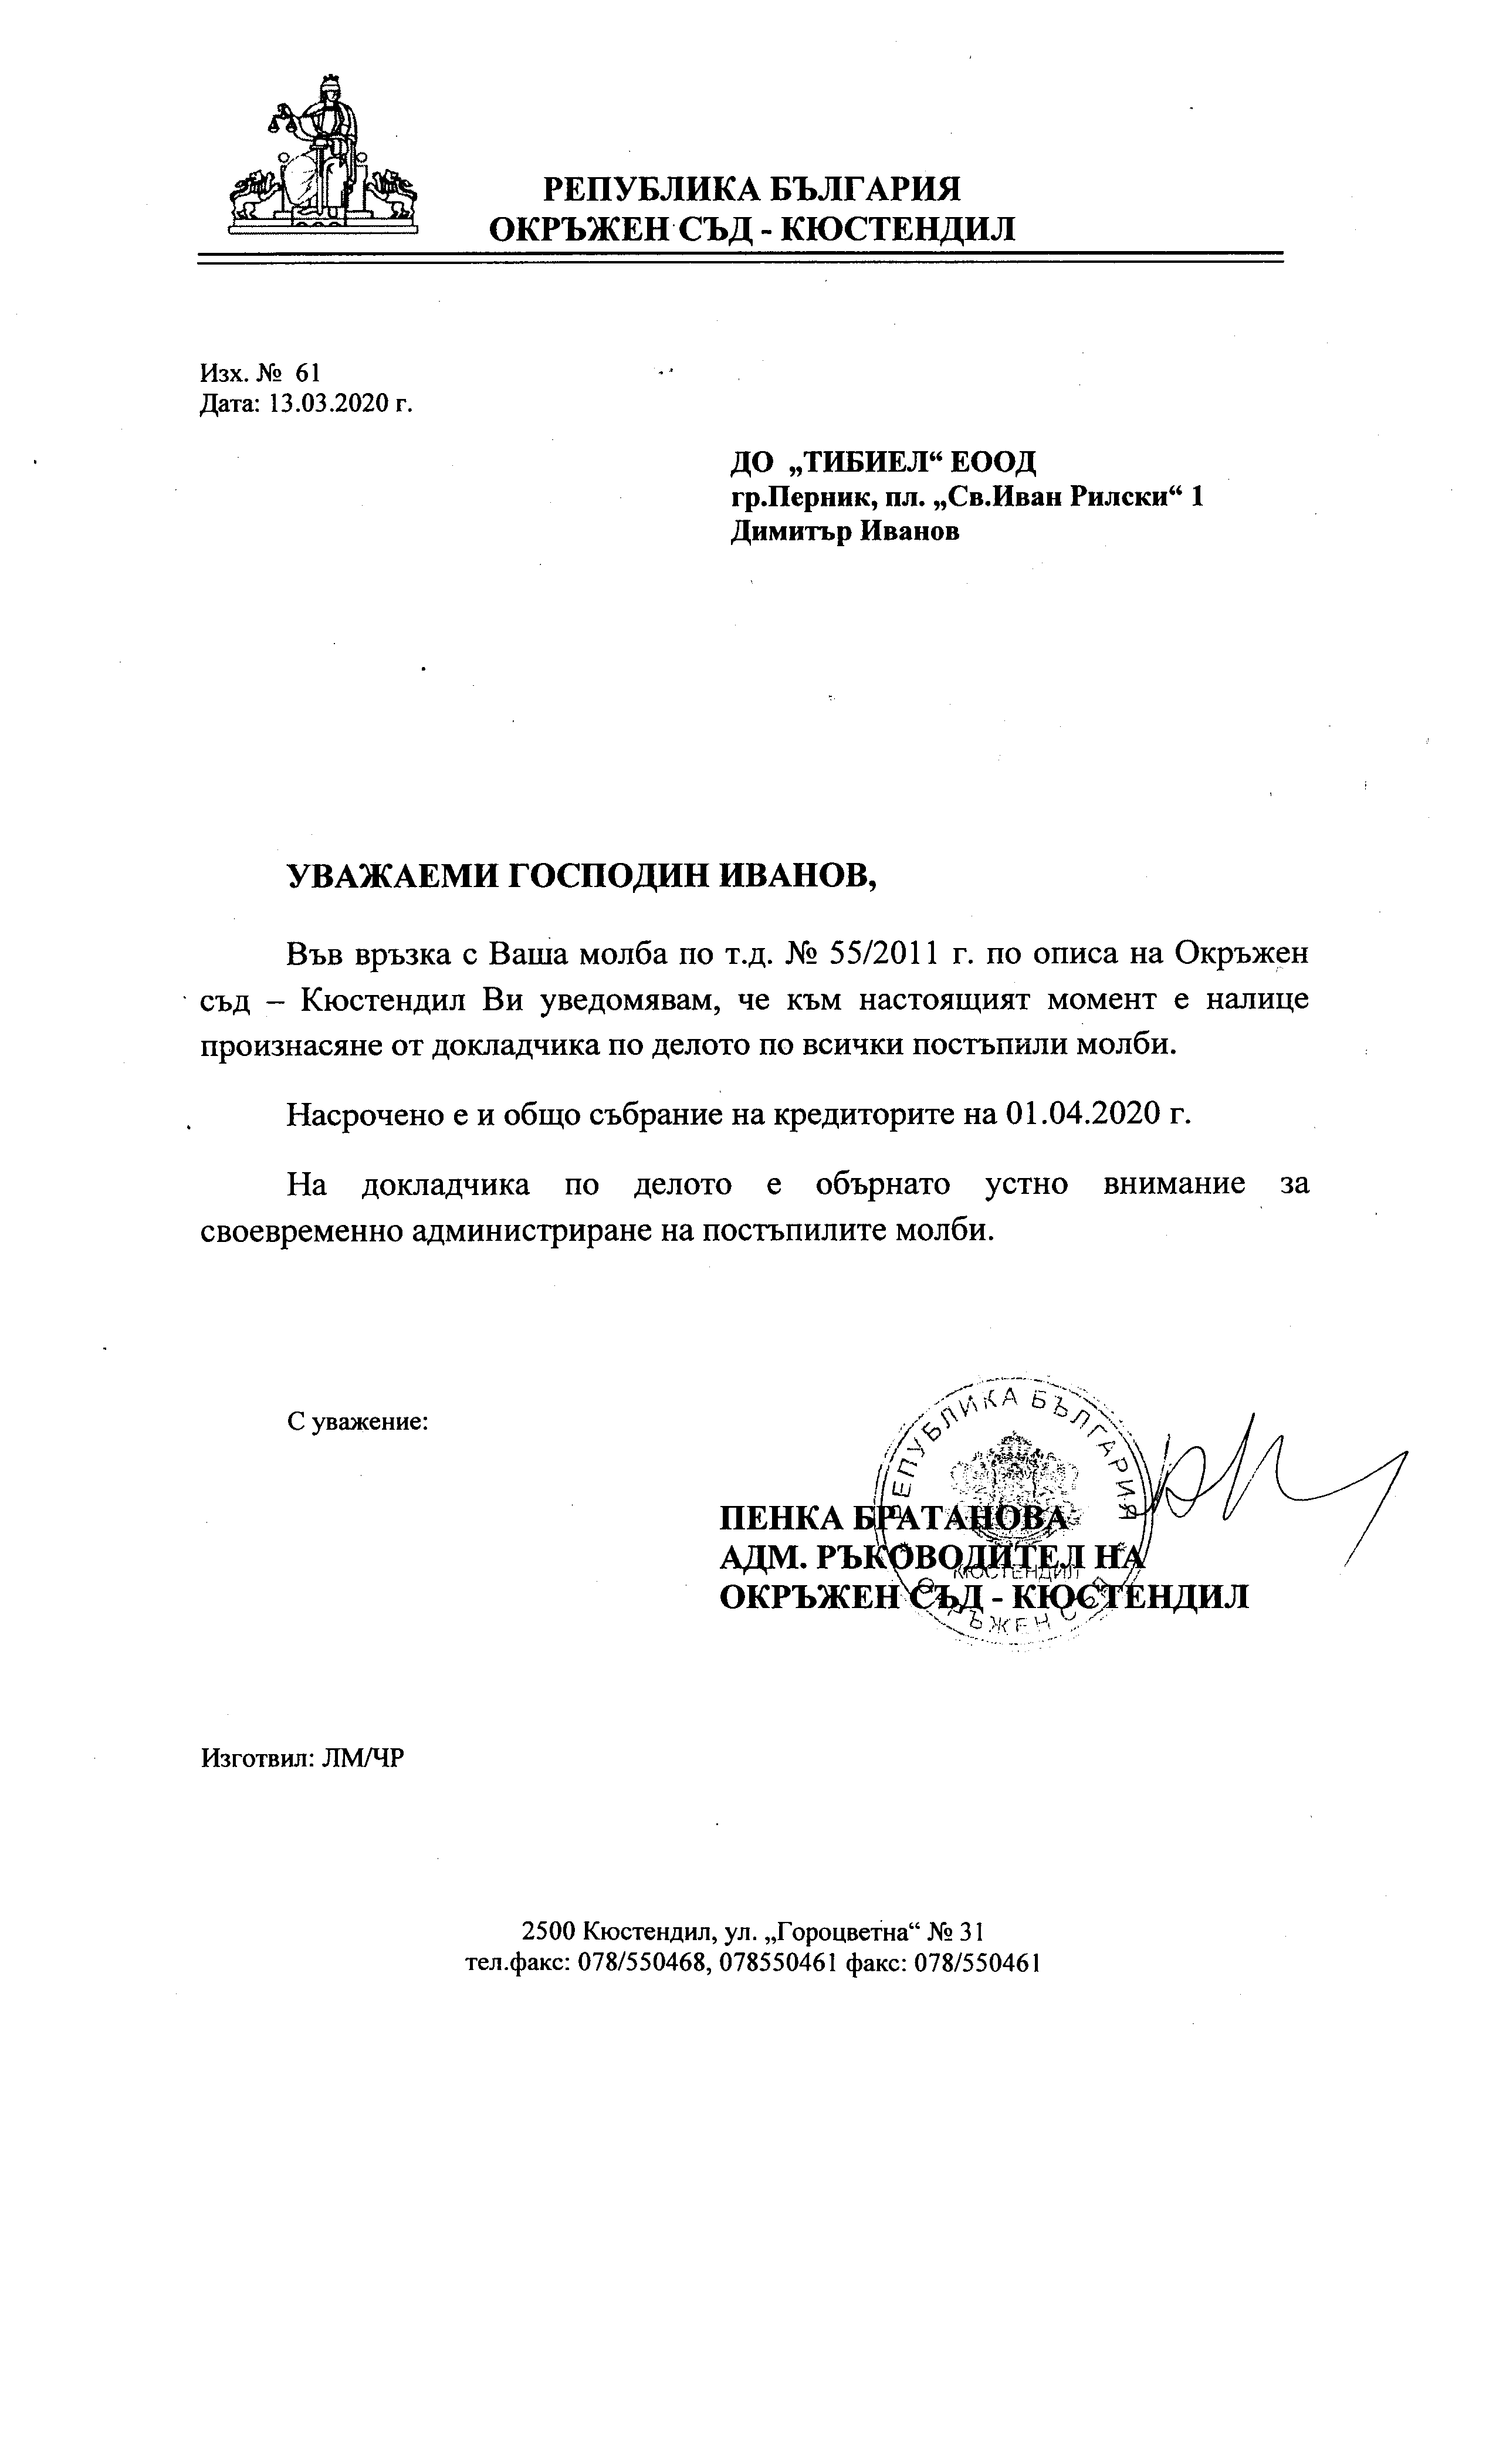 РЕПУБЛИКА БЪЛГАРИЯ
ОКРЪЖЕН СЪД - КЮСТЕНДИЛ
Изх. № 61
Дата: 13.03.2020 г.
ДО „ТИБИЕЛ“ ЕООД
гр.Перник, пл. „Св.Иван Рилски“ 1
Димитър Иванов
УВАЖАЕМИ ГОСПОДИН ИВАНОВ,
Във връзка с Ваша молба по т.д. № 55/2011 г. по описа на Окръжен
съд – Кюстендил Ви уведомявам, че към настоящият момент е налице
произнасяне от докладчика по делото по всички постъпили молби.
Насрочено е и общо събрание на кредиторите на 01.04.2020 г.
На докладчика по делото е обърнато устно внимание за
своевременно администриране на постъпилите молби.
С уважение:
РЕПУБЛИКА БЪЛГАРИЯ
ПЕНКА БРАТАНОВА
АДМ. РЪКОВОДИТЕЛ НА
КЮСТЕНДИЛ
ОКРЪЖЕН СЪД - КЮСТЕНДИЛ
ОКРЪЖЕН СЪД
Изготвил: ЛМ/ЧР
2500 Кюстендил, ул. „Гороцветна“ № 31
тел.факс: 078/550468, 078550461 факс: 078/550461